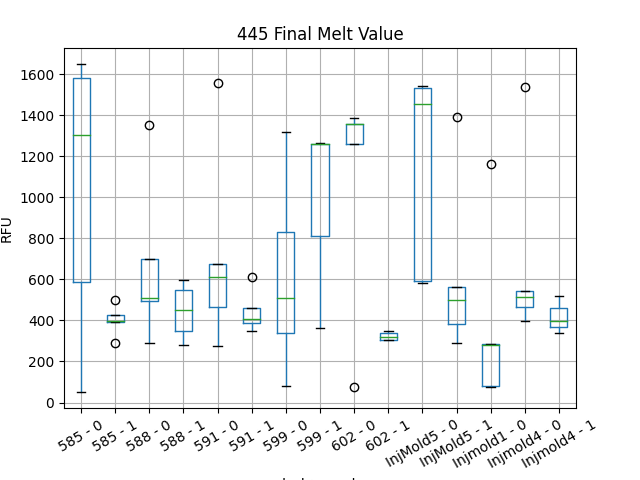 445 Final Melt Value
RFU
1600
1400
1200
1000
800
600
400
200
0
585 - 0
585 - 1
588 - 0
588 - 1
591 - 0
591 - 1
599 - 0
599 - 1
602 - 0
602 - 1
InjMold5 - 0
InjMold5 - 1
Injmold1 - 0
Injmold4 - 0
Injmold4 - 1